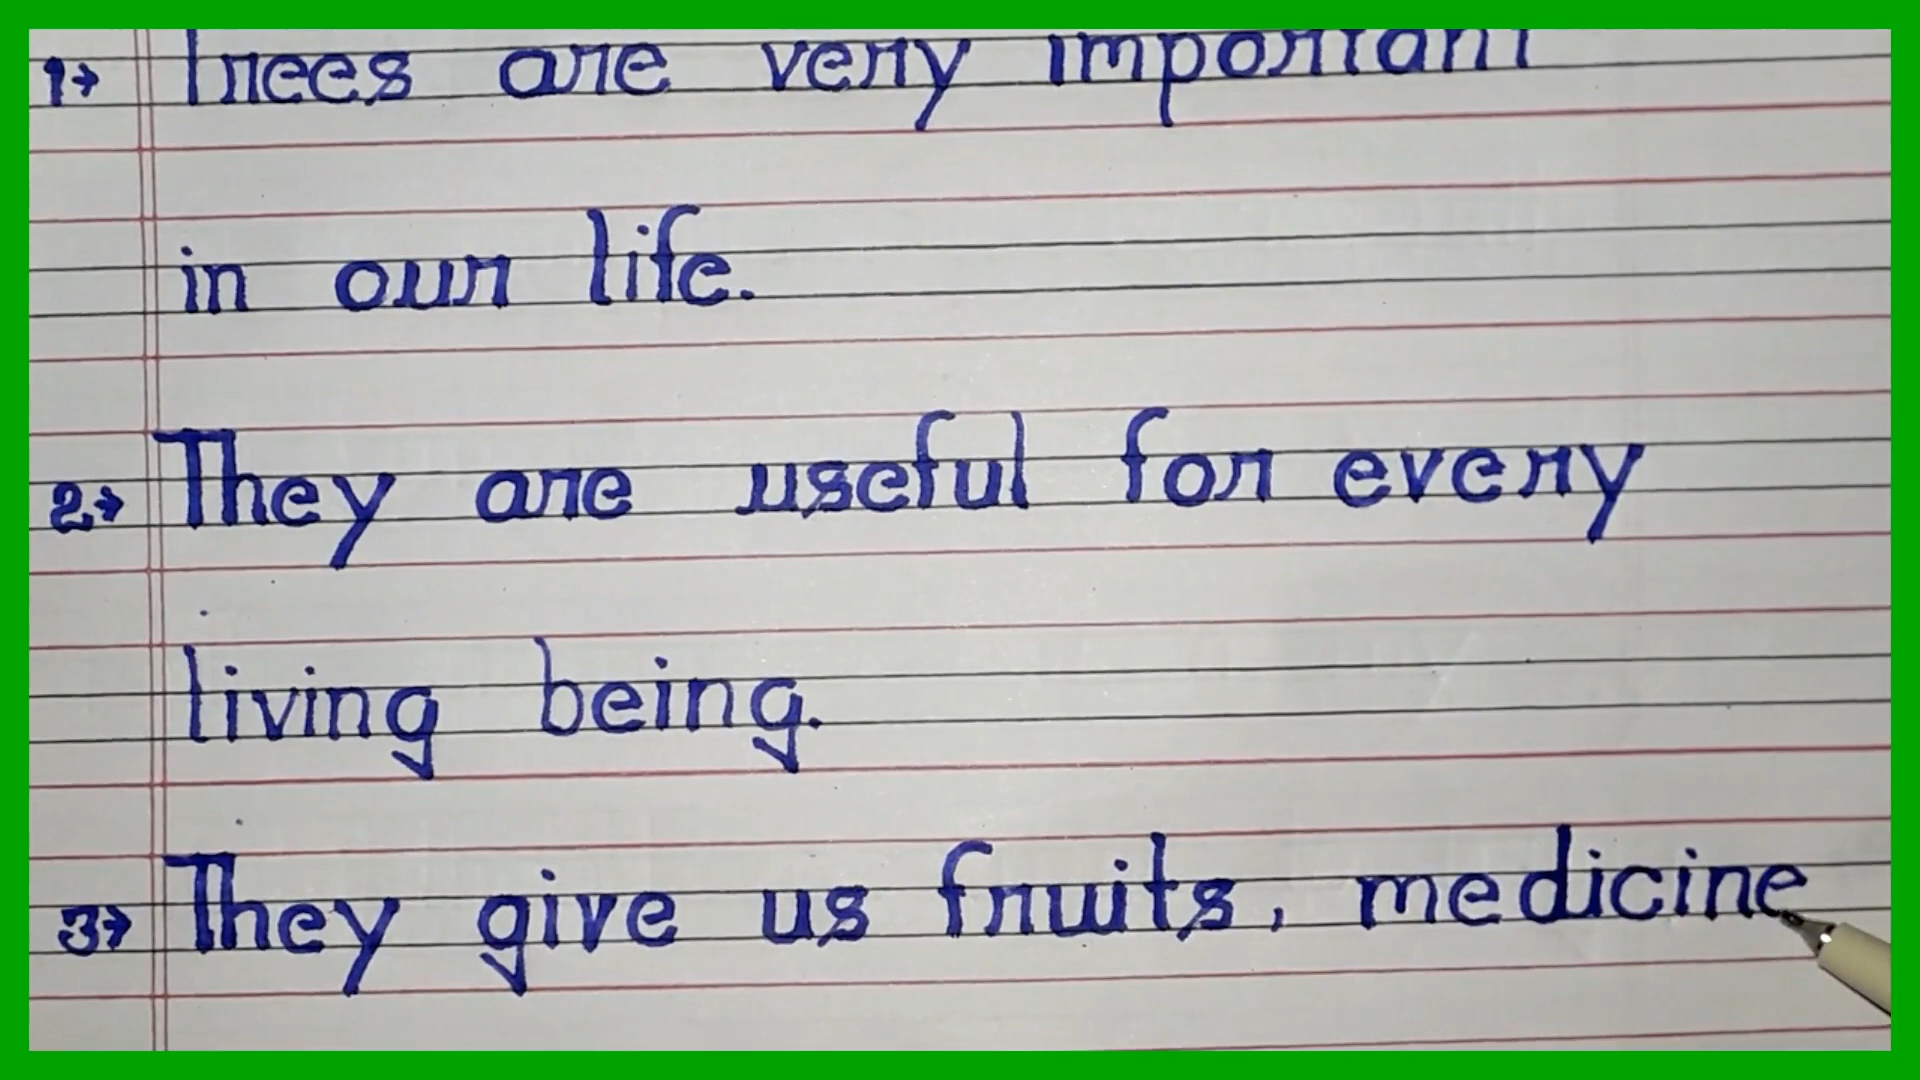 1→ Trees are very important
in our life.
2→ They are useful for every
living being.
3→ They give us fruits, medicine